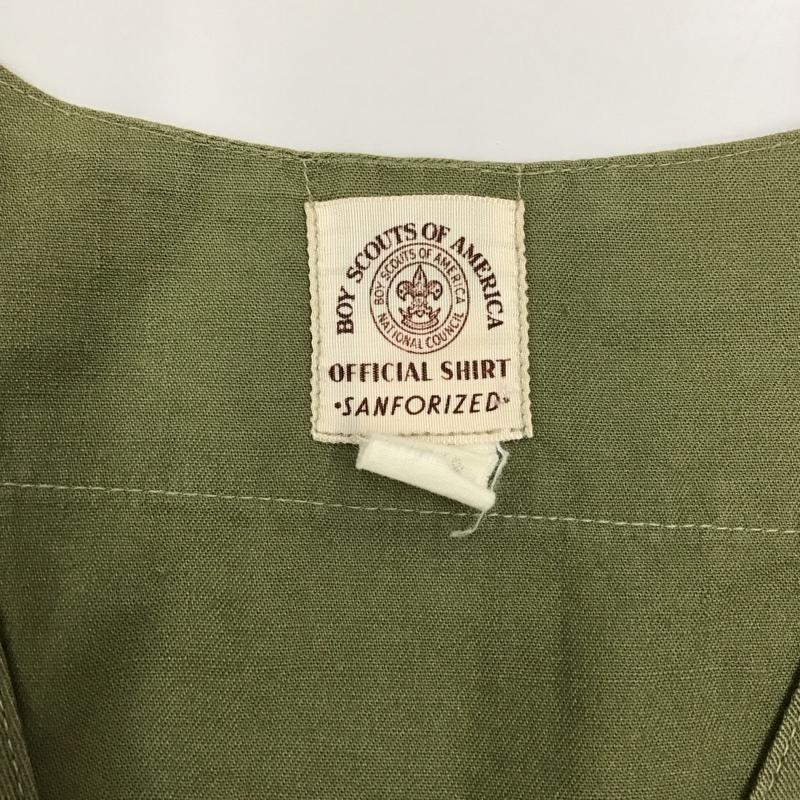 BOY SCOUTS OF AMERICA
BOY SCOUTS OF AMERICA
NATIONAL COUNCIL
OFFICIAL SHIRT
•SANFORIZED•